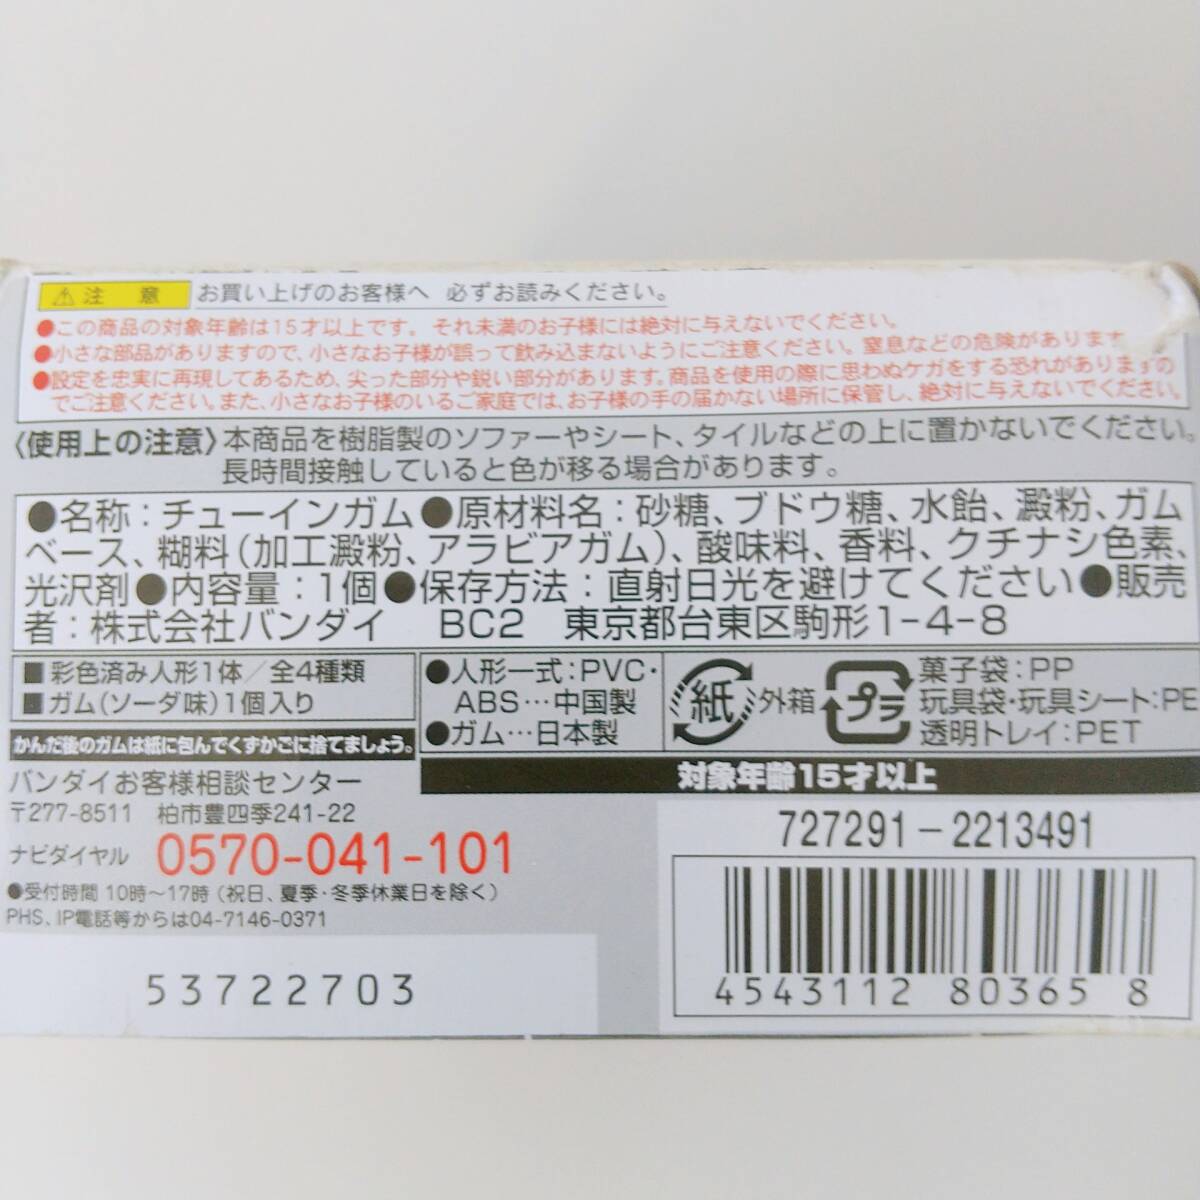 ⚠注 意 お買い上げのお客様へ 必ずお読みください。
●この商品の対象年齢は15才以上です。それ未満のお子様には絶対に与えないでください。
●小さな部品がありますので、小さなお子様が誤って飲み込まないようにご注意ください。窒息などの危険があります
●設定を忠実に再現してあるため、尖った部分や鋭い部分があります。商品を使用の際に思わぬケガをする恐れがありますの
でご注意ください。また、小さなお子様のいるご家庭では、お子様の手の届かない場所に保管し、絶対に与えないでください。
〈使用上の注意〉本商品を樹脂製のソファーやシート、タイルなどの上に置かないでください。
長時間接触していると色が移る場合があります。
●名称：チューインガム●原材料名：砂糖、ブドウ糖、水飴、澱粉、ガム
ベース、糊料（加工澱粉、アラビアガム）、酸味料、香料、クチナシ色素、
光沢剤●内容量：1個●保存方法：直射日光を避けてください●販売
者：株式会社バンダイ BC2 東京都台東区駒形1-4-8
■彩色済み人形1体／全4種類
■ガム（ソーダ味）1個入り
かんだ後のガムは紙に包んでくずかごに捨てましょう。
●人形一式：PVC・
ABS…中国製
●ガム…日本製
紙 外箱
プラ
菓子袋：PP
玩具袋・玩具シート：PE
透明トレイ：PET
対象年齢15才以上
バンダイお客様相談センター
〒277-8511 柏市豊四季241-22
ナビダイヤル 0570-041-101
●受付時間 10時～17時（祝日、夏季・冬季休業日を除く）
PHS、IP電話等からは04-7146-0371
53722703
727291-2213491
4543112 80365 8